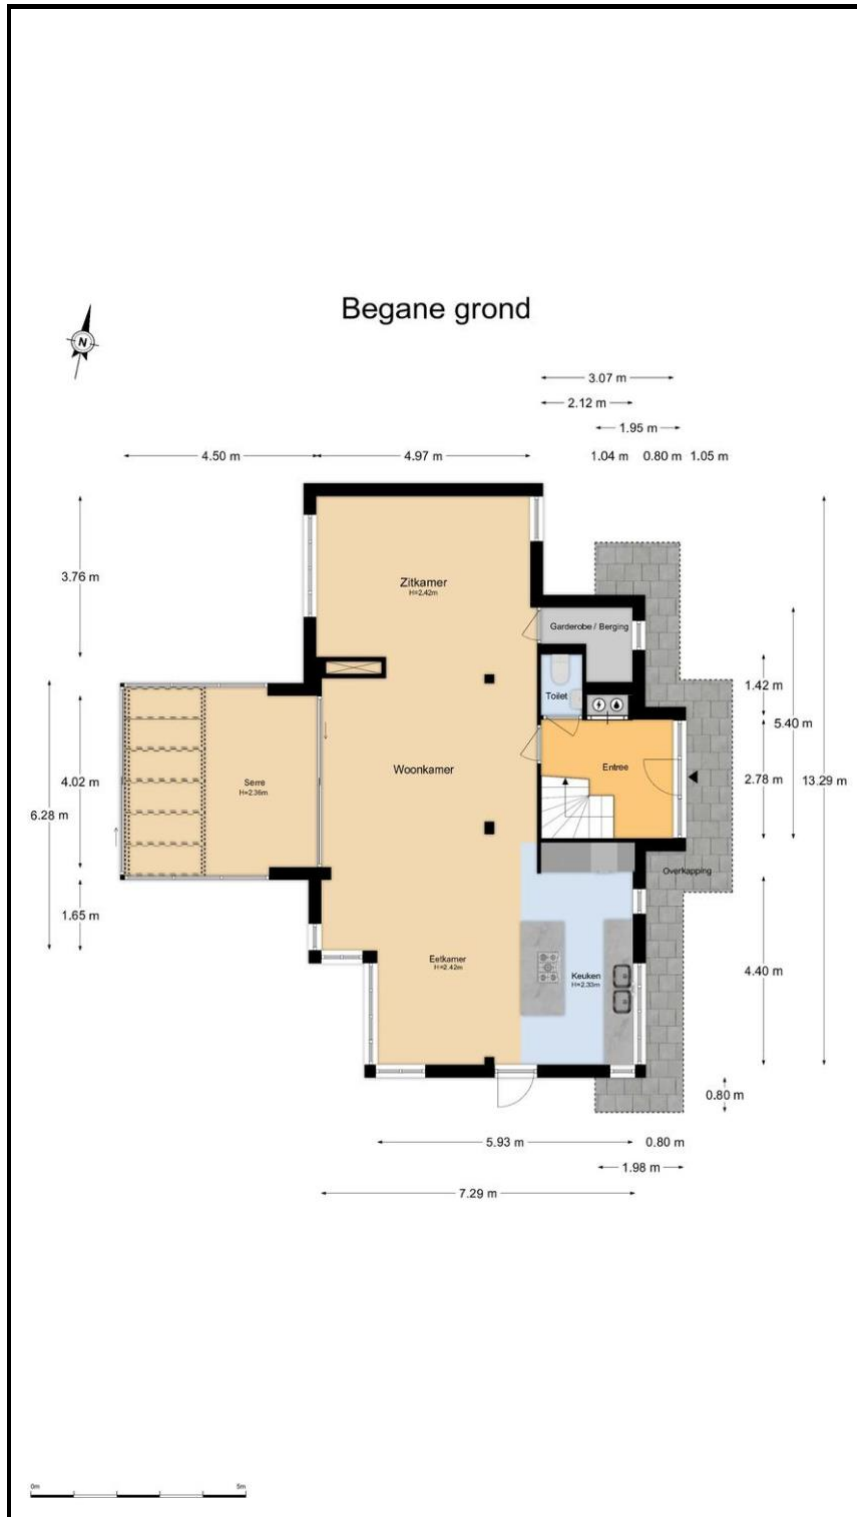 Begane grond
N
3.07 m
2.12 m
1.95 m
4.50 m
4.97 m
1.04 m
0.80 m
1.05 m
3.76 m
Zitkamer
H=2.42m
Garderobe / Berging
Toilet
1.42 m
5.40 m
Woonkamer
Entree
Serre
H=2.36m
4.02 m
2.78 m
13.29 m
6.28 m
Overkapping
1.65 m
Eetkamer
H=2.42m
Keuken
H=2.33m
4.40 m
0.80 m
5.93 m
0.80 m
1.98 m
7.29 m
0m
5m